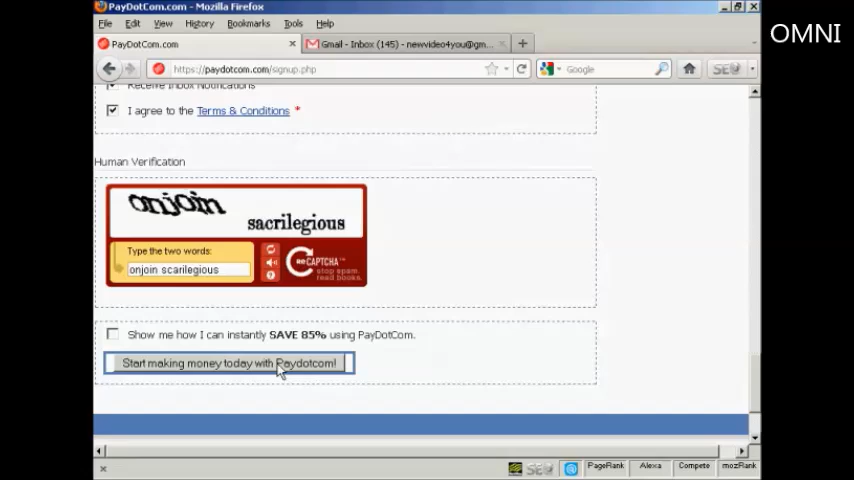 PayDotCom.com - Mozilla Firefox
OMNI
File Edit View History Bookmarks Tools Help
PayDotCom.com
Gmail - Inbox (145) - newvideo4you@gm...
https://paydotcom.com/signup.php
Google
SEO
Receive Inbox Notifications
I agree to the Terms & Conditions *
Human Verification
onjoin sacrilegious
Type the two words:
onjoin scarilegious
reCAPTCHA™
stop spam.
read books.
Show me how I can instantly SAVE 85% using PayDotCom.
Start making money today with Paydotcom!
SEO PageRank Alexa Compete mozRank